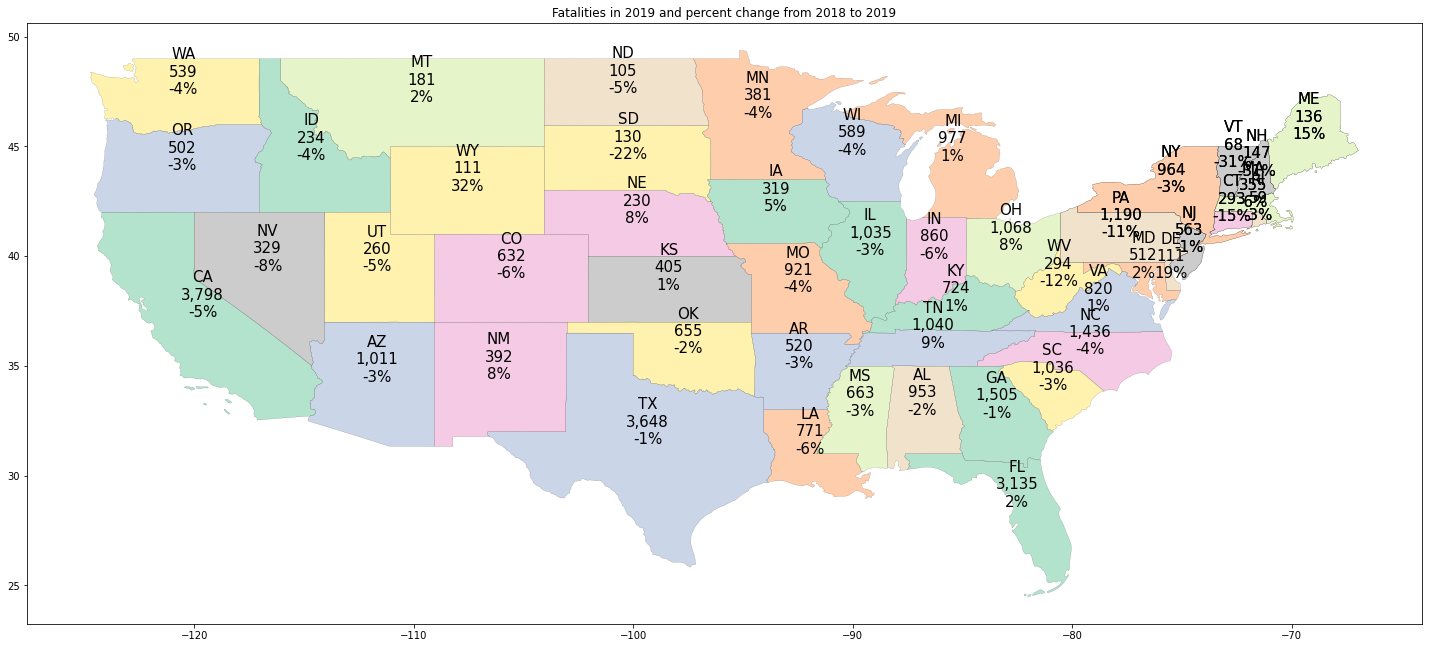 Fatalities in 2019 and percent change from 2018 to 2019
50
45
40
35
30
25
−120
−110
−100
−90
−80
−70
WA
539
-4%
OR
502
-3%
ID
234
-4%
MT
181
2%
ND
105
-5%
SD
130
-22%
WY
111
32%
NE
230
8%
MN
381
-4%
WI
589
-4%
MI
977
1%
IA
319
5%
IL
1,035
-3%
IN
860
-6%
OH
1,068
8%
NV
329
-8%
UT
260
-5%
CO
632
-6%
KS
405
1%
MO
921
-4%
KY
724
1%
WV
294
-12%
VA
820
1%
CA
3,798
-5%
AZ
1,011
-3%
NM
392
8%
OK
655
-2%
AR
520
-3%
TN
1,040
9%
NC
1,436
-4%
SC
1,036
-3%
TX
3,648
-1%
LA
771
-6%
MS
663
-3%
AL
953
-2%
GA
1,505
-1%
FL
3,135
2%
ME
136
15%
VT
68
-31%
NH
147
NY
964
-3%
CT
293
-15%
355
-6%
3%
PA
1,190
-11%
NJ
563
-1%
MD
512
2%
DE
111
19%